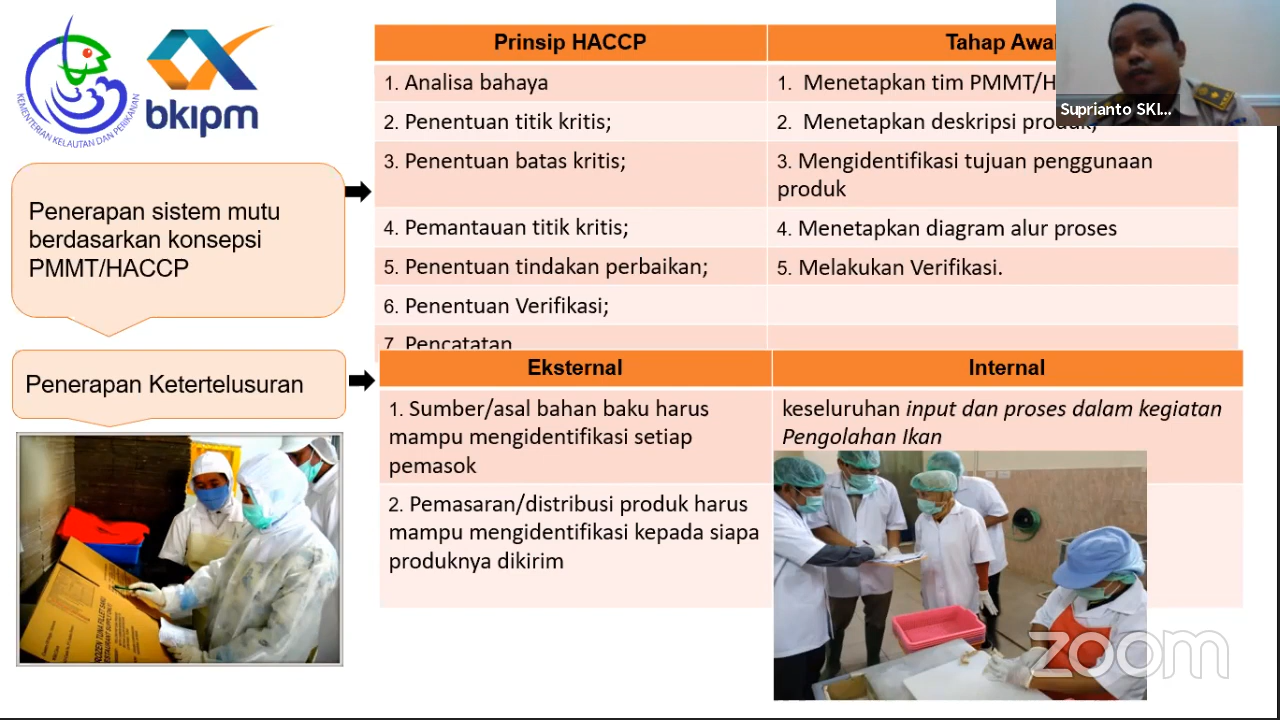 KEMENTERIAN KELAUTAN DAN PERIKANAN
bkipm
Penerapan sistem mutu
berdasarkan konsepsi
PMMT/HACCP
Prinsip HACCP
Tahap Awal
1. Analisa bahaya
1. Menetapkan tim PMMT/H
2. Penentuan titik kritis;
2. Menetapkan deskripsi produk;
3. Penentuan batas kritis;
3. Mengidentifikasi tujuan penggunaan
produk
4. Pemantauan titik kritis;
4. Menetapkan diagram alur proses
5. Penentuan tindakan perbaikan;
5. Melakukan Verifikasi.
6. Penentuan Verifikasi;
7. Pencatatan
Suprianto SKI...
Penerapan Ketertelusuran
Eksternal
Internal
1. Sumber/asal bahan baku harus
mampu mengidentifikasi setiap
pemasok
keseluruhan input dan proses dalam kegiatan
Pengolahan Ikan
2. Pemasaran/distribusi produk harus
mampu mengidentifikasi kepada siapa
produknya dikirim
FROZEN TUNA FILLET SAKU
zoom